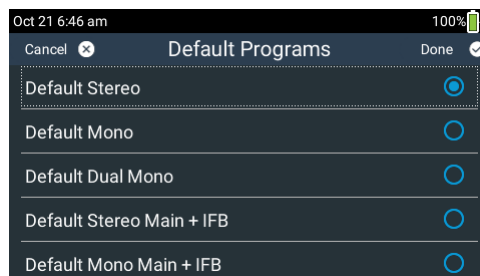 Oct 21 6:46 am 100%
Cancel Default Programs Done
Default Stereo
Default Mono
Default Dual Mono
Default Stereo Main + IFB
Default Mono Main + IFB